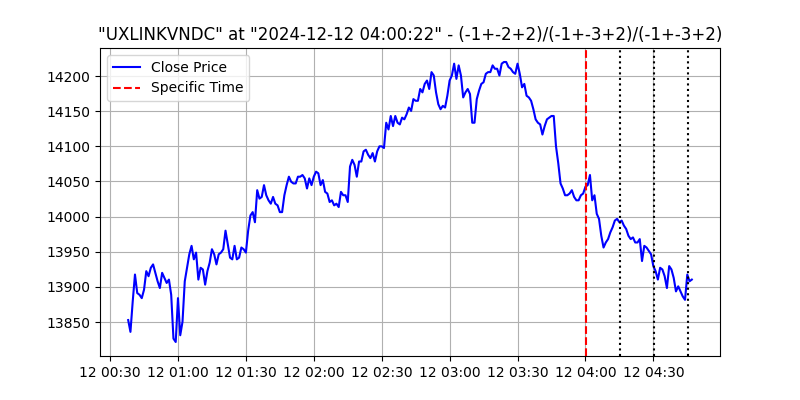 "UXLINKVNDC" at "2024-12-12 04:00:22" - (-1+-2+2)/(-1+-3+2)/(-1+-3+2)
Close Price
Specific Time
14200
14150
14100
14050
14000
13950
13900
13850
12 00:30 12 01:00 12 01:30 12 02:00 12 02:30 12 03:00 12 03:30 12 04:00 12 04:30